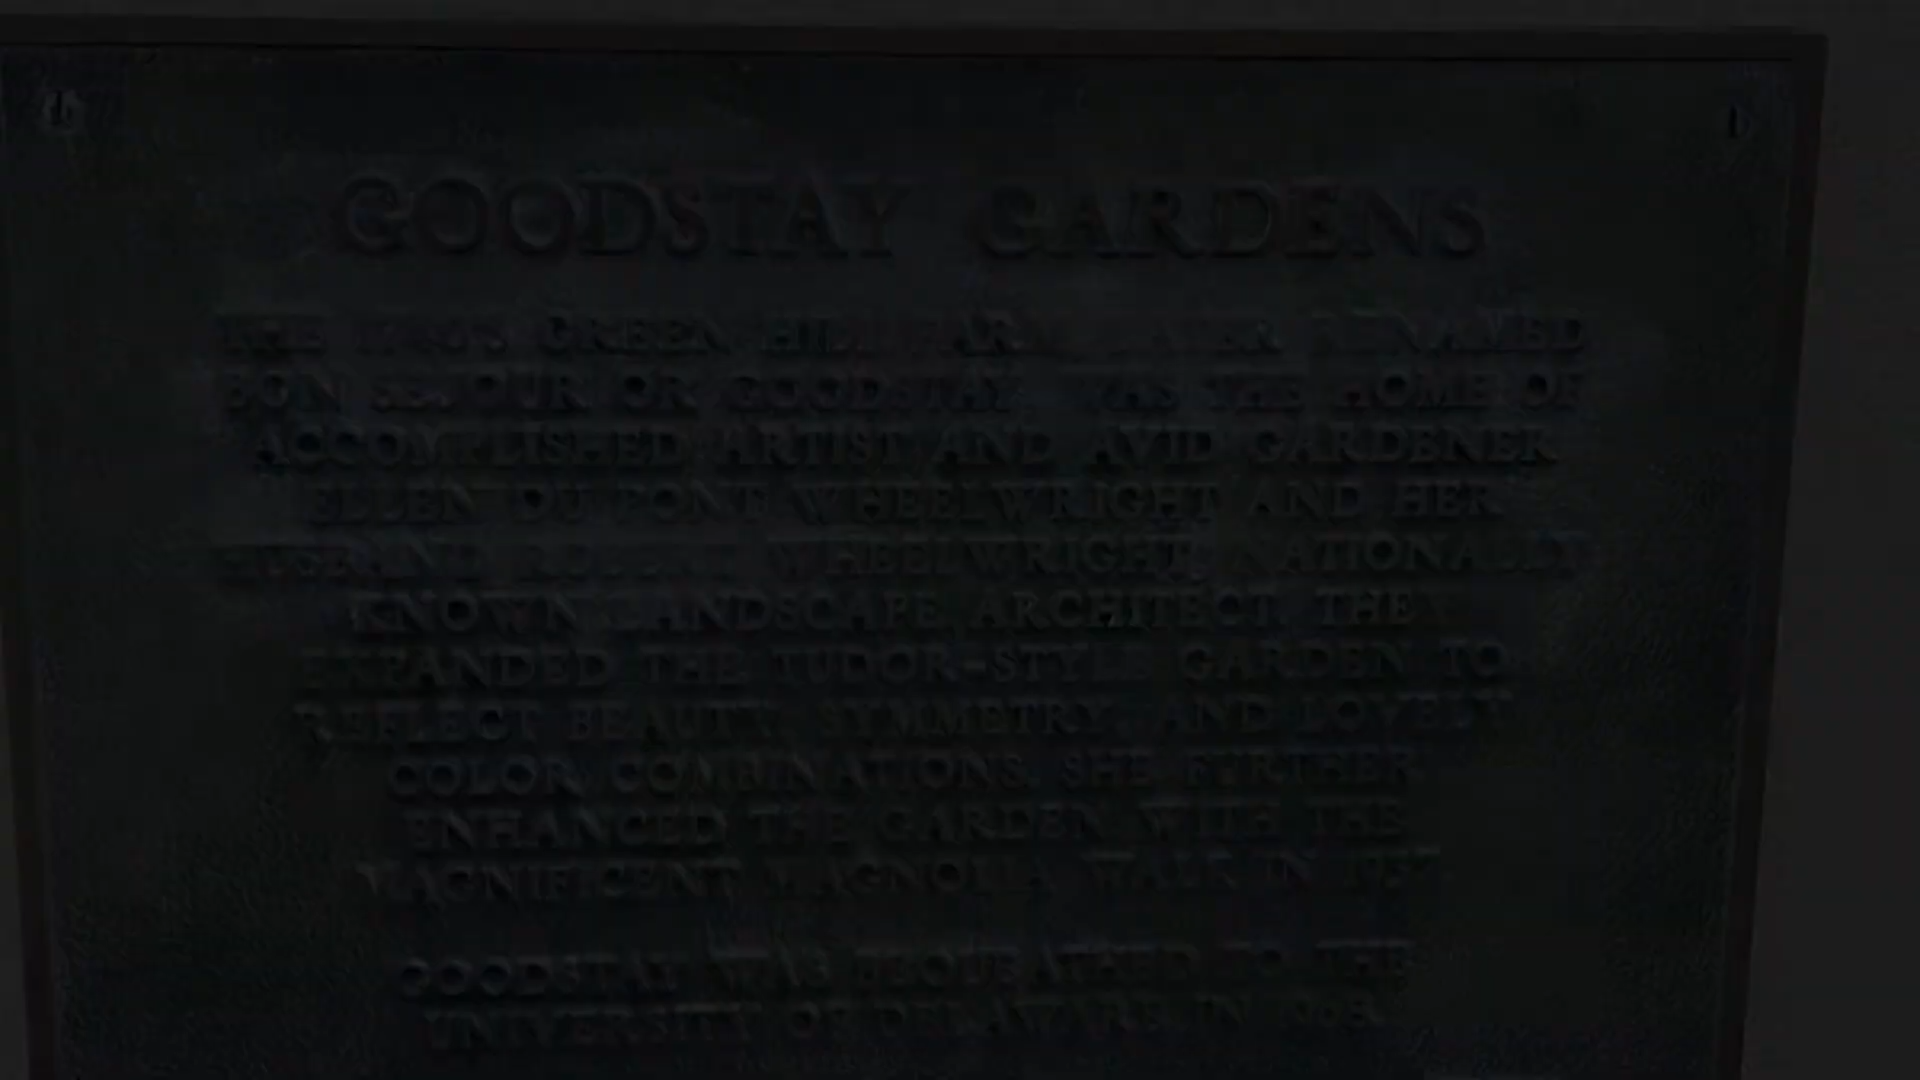 GOODSTAY GARDENS
THE 1740'S GREEN HILL FARM LATER RENAMED
BON SEJOUR OR GOODSTAY WAS THE HOME OF
ACCOMPLISHED ARTIST AND AVID GARDENER
ELLEN DU PONT WHEELWRIGHT AND HER
HUSBAND ROBERT WHEELWRIGHT, NATIONALLY
KNOWN LANDSCAPE ARCHITECT. THEY
EXPANDED THE TUDOR-STYLE GARDEN TO
REFLECT BEAUTY, SYMMETRY, AND LOVELY
COLOR COMBINATIONS. SHE FURTHER
ENHANCED THE GARDEN WITH THE
MAGNIFICENT MAGNOLIA WALK IN
GOODSTAY WAS BEQUEATHED TO THE
UNIVERSITY OF DELAWARE IN 1968.